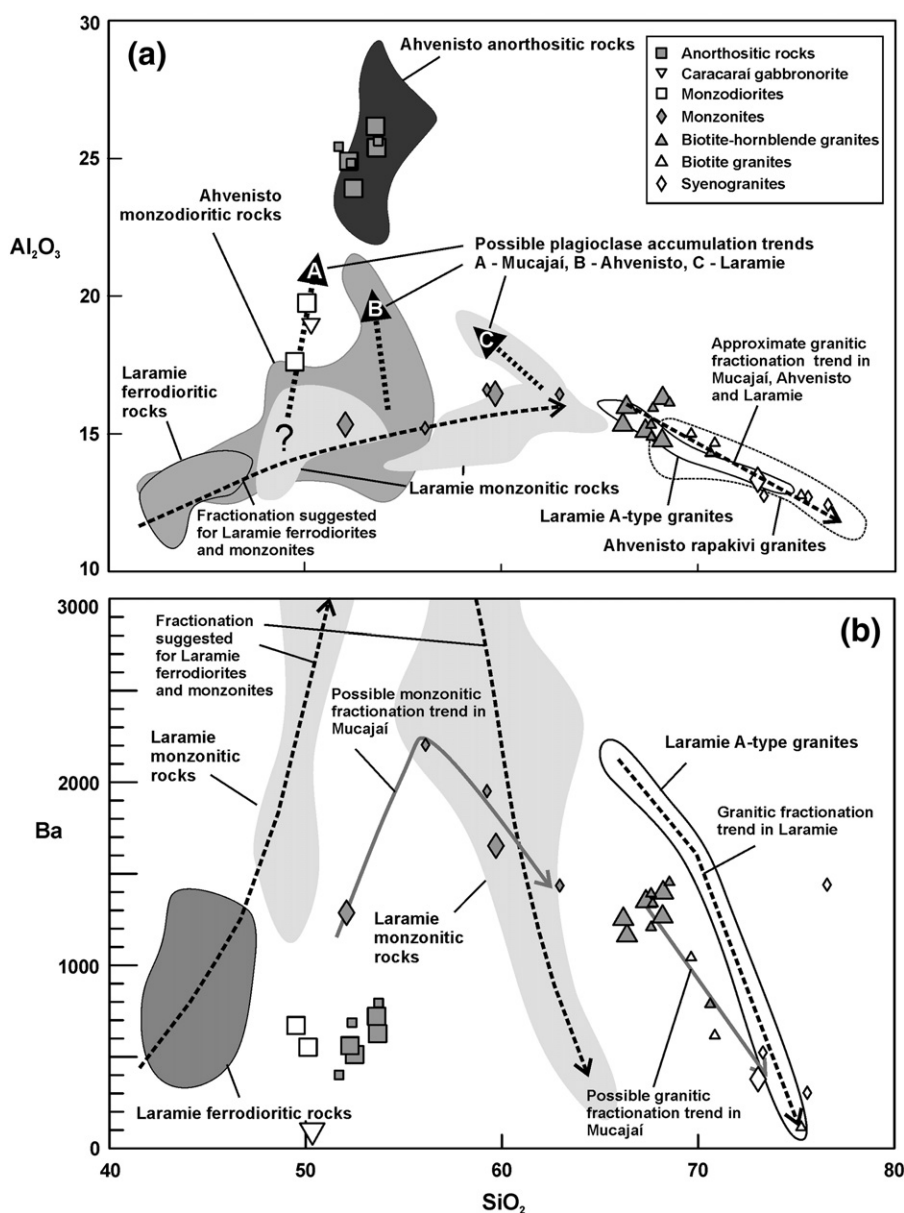 (a)
30
25
20
15
10
Al₂O₃
Ahvenisto anorthositic rocks
Anorthositic rocks
Caracaraí gabbronorite
Monzodiorites
Monzonites
Biotite-hornblende granites
Biotite granites
Syenogranites
Ahvenisto
monzodioritic rocks
A
B
C
Possible plagioclase accumulation trends
A - Mucajaí, B - Ahvenisto, C - Laramie
Laramie
ferrodioritic
rocks
?
Approximate granitic
fractionation trend in
Mucajaí, Ahvenisto
and Laramie
Laramie monzonitic rocks
Fractionation suggested
for Laramie ferrodiorites
and monzonites
Laramie A-type granites
Ahvenisto rapakivi granites
(b)
3000
2000
1000
0
Ba
Fractionation
suggested
for Laramie
ferrodiorites
and monzonites
Possible monzonitic
fractionation trend in
Mucajaí
Laramie
monzonitic
rocks
Laramie A-type granites
Granitic fractionation
trend in Laramie
Laramie
monzonitic
rocks
Laramie ferrodioritic rocks
Possible granitic
fractionation trend in
Mucajaí
40 50 60 70 80
SiO₂